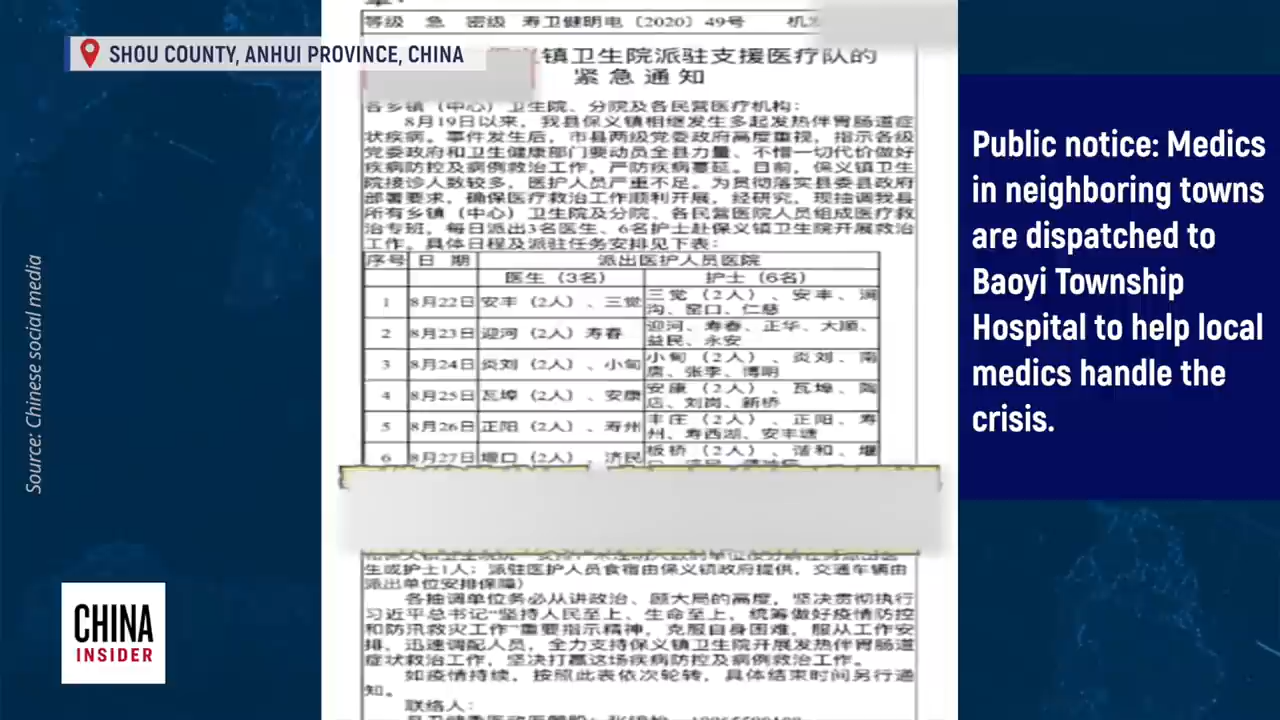 等级 急 密级 寿卫健明电〔2020〕49号 机发
SHOU COUNTY, ANHUI PROVINCE, CHINA
镇卫生院派驻支援医疗队的
紧急通知
各乡镇（中心）卫生院、分院及各民营医疗机构：
8月19日以来，我县保义镇相继发生多起发热伴胃肠道症
状疾病。事件发生后，市县两级党委政府高度重视，指示各级
党委政府和卫生健康部门要动员全县力量、不惜一切代价做好
疾病防控及病例救治工作，严防疾病蔓延。目前，保义镇卫生
院接诊人数较多，医护人员严重不足。为贯彻落实县委县政府
部署要求，确保医疗救治工作顺利开展，经研究，现抽调我县
所有乡镇（中心）卫生院及分院、各民营医院人员组成医疗救
治专班，每日派出3名医生、6名护士赴保义镇卫生院开展救治
工作。具体日程及派驻任务安排见下表：
序号 日 期 派出医护人员医院
医生（3名） 护士（6名）
1 8月22日 安丰（2人）、三觉 三觉（2人）、安丰、涧
沟、窑口、仁慈
2 8月23日 迎河（2人）寿春 迎河、寿春、正华、大顺、
益民、永安
3 8月24日 炎刘（2人）、小甸 小甸（2人）、炎刘、南
唐、张李、博明
4 8月25日 瓦埠（2人）、安康 安康（2人）、瓦埠、陶
店、刘岗、新桥
5 8月26日 正阳（2人）、寿州 丰庄（2人）、正阳、寿
州、寿西湖、安丰塘
6 8月27日 堰口（2人）、济民 板桥（2人）、谐和、堰
生或护士1人；派驻医护人员食宿由保义镇政府提供，交通车辆由
派出单位安排保障）
各抽调单位务必从讲政治、顾大局的高度，坚决贯彻执行
习近平总书记“坚持人民至上、生命至上，统筹做好疫情防控
和防汛救灾工作”重要指示精神，克服自身困难，服从工作安
排，迅速调配人员，全力支持保义镇卫生院开展发热伴胃肠道
症状救治工作，坚决打赢这场疾病防控及病例救治工作。
如疫情持续，按照此表依次轮转，具体结束时间另行通
知。
联络人：
Public notice: Medics
in neighboring towns
are dispatched to
Baoyi Township
Hospital to help local
medics handle the
crisis.
Source: Chinese social media
CHINA
INSIDER